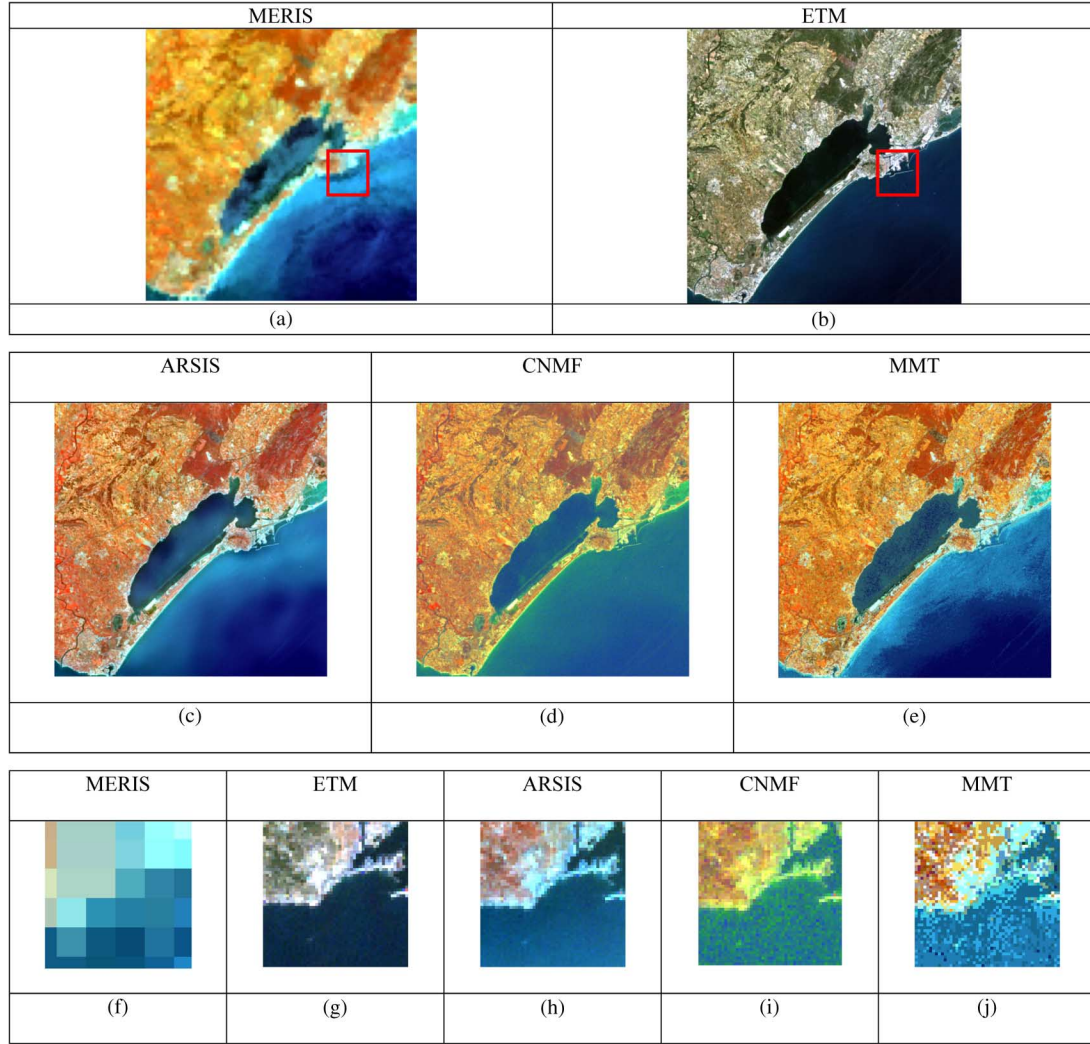 MERIS ETM
(a) (b)
ARSIS CNMF MMT
(c) (d) (e)
MERIS ETM ARSIS CNMF MMT
(f) (g) (h) (i) (j)